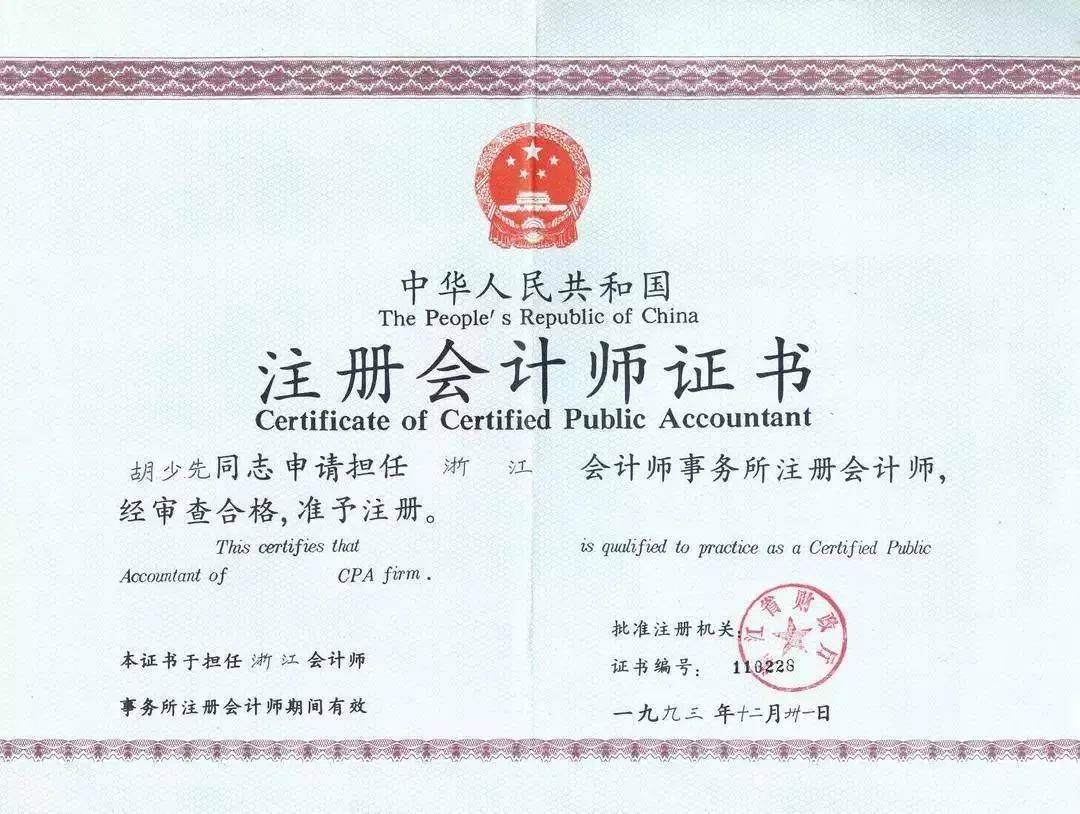 中华人民共和国
The People's Republic of China
注册会计师证书
Certificate of Certified Public Accountant
胡少先同志申请担任 浙 江 会计师事务所注册会计师,
经审查合格,准予注册。
This certifies that is qualified to practice as a Certified Public
Accountant of CPA firm.
本证书于担任 浙江 会计师
事务所注册会计师期间有效
批准注册机关:
浙江省财政厅
证书编号: 110228
一九九三年十二月卅一日